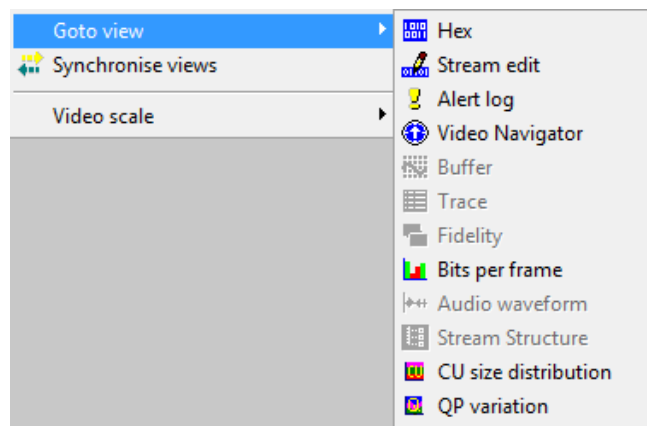 Goto view
Synchronise views
Video scale
Hex
Stream edit
Alert log
Video Navigator
Buffer
Trace
Fidelity
Bits per frame
Audio waveform
Stream Structure
CU size distribution
QP variation